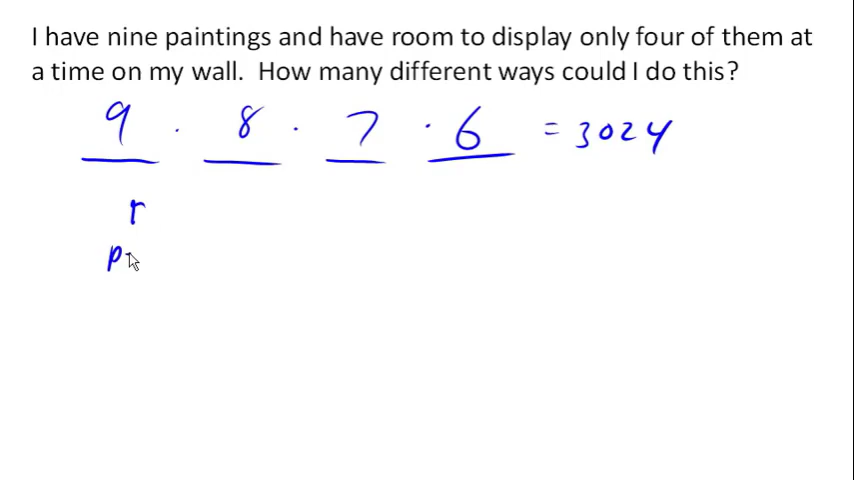 I have nine paintings and have room to display only four of them at
a time on my wall. How many different ways could I do this?
9 · 8 · 7 · 6 = 3024
r
p